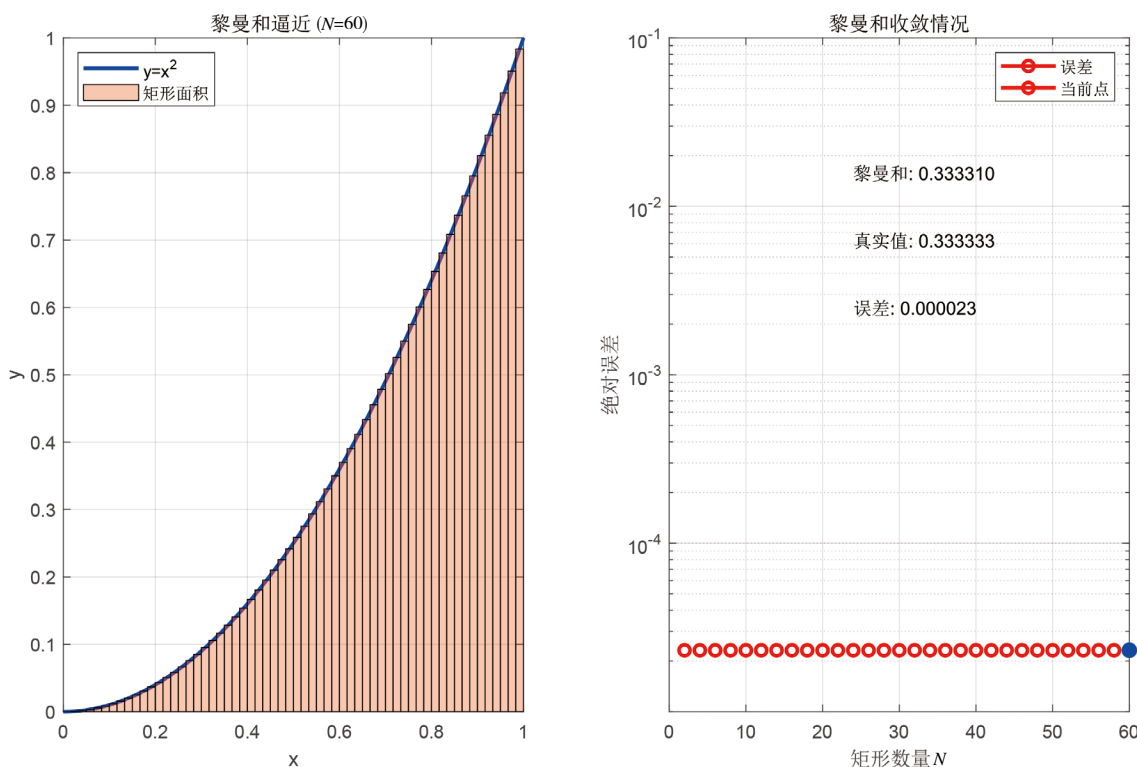 黎曼和逼近 (N=60)
y=x²
矩形面积
1
0.9
0.8
0.7
0.6
0.5
0.4
0.3
0.2
0.1
0
y
0 0.2 0.4 0.6 0.8 1
x
黎曼和收敛情况
误差
当前点
黎曼和: 0.333310
真实值: 0.333333
误差: 0.000023
10⁻¹
10⁻²
10⁻³
10⁻⁴
绝对误差
0 10 20 30 40 50 60
矩形数量N